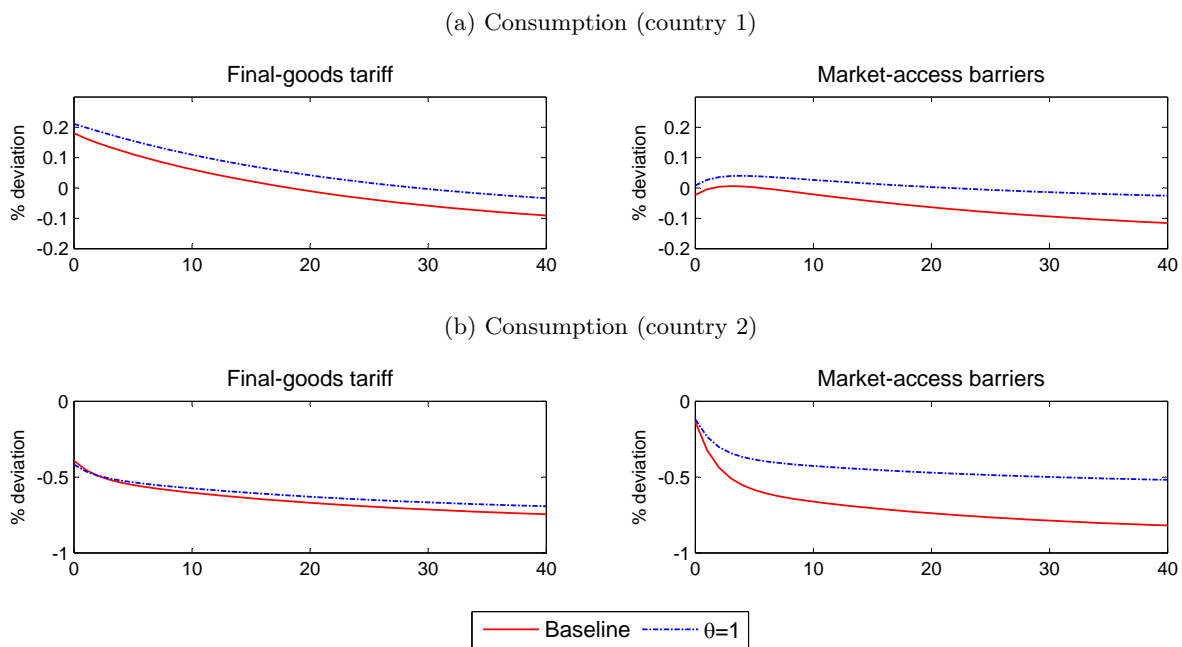 (a) Consumption (country 1)
Final-goods tariff
Market-access barriers
% deviation
0.2
0.1
0
-0.1
-0.2
0 10 20 30 40
% deviation
0.2
0.1
0
-0.1
-0.2
0 10 20 30 40
(b) Consumption (country 2)
Final-goods tariff
Market-access barriers
% deviation
0
-0.5
-1
0 10 20 30 40
% deviation
0
-0.5
-1
0 10 20 30 40
Baseline θ=1